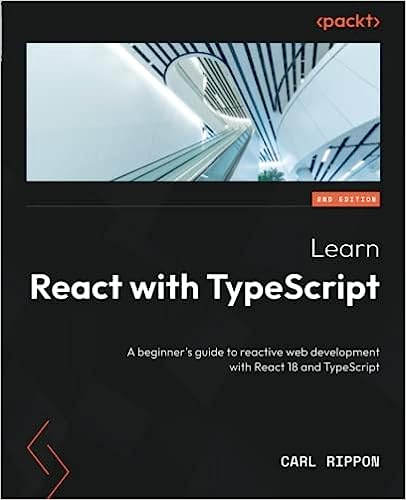 <packt>
2ND EDITION
Learn
React with TypeScript
A beginner's guide to reactive web development
with React 18 and TypeScript
CARL RIPPON